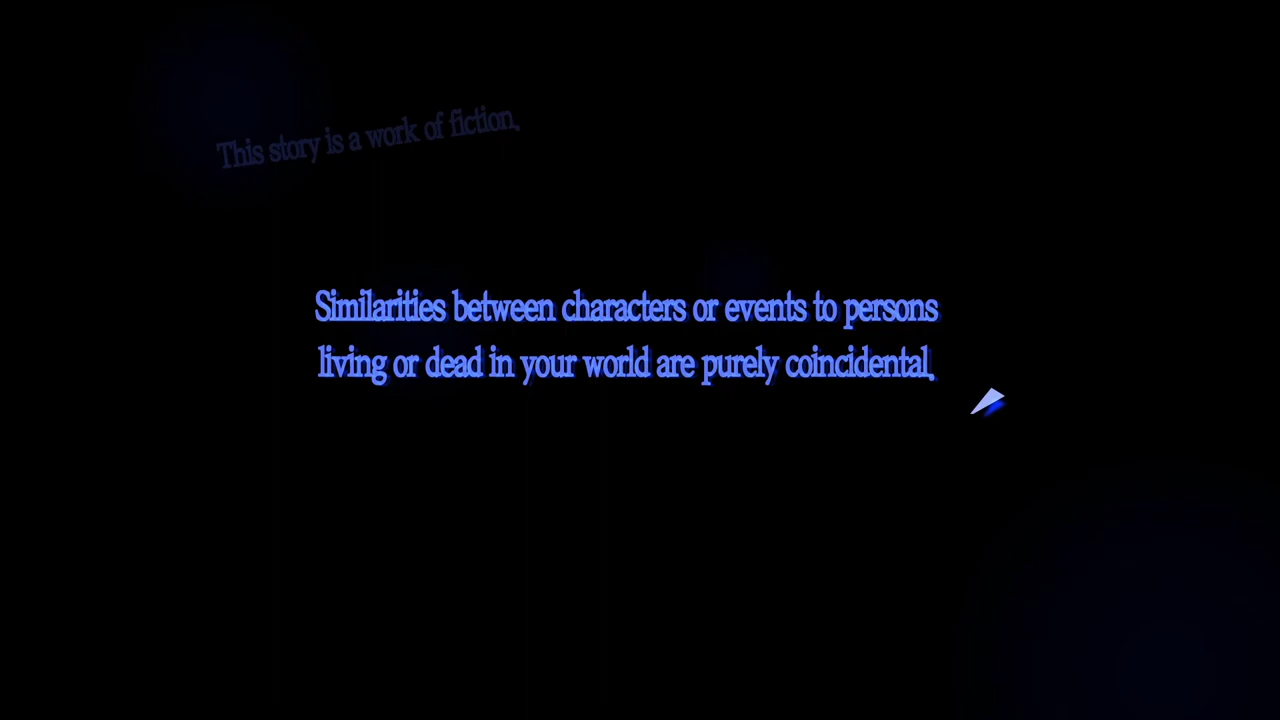 This story is a work of fiction.
Similarities between characters or events to persons
living or dead in your world are purely coincidental.